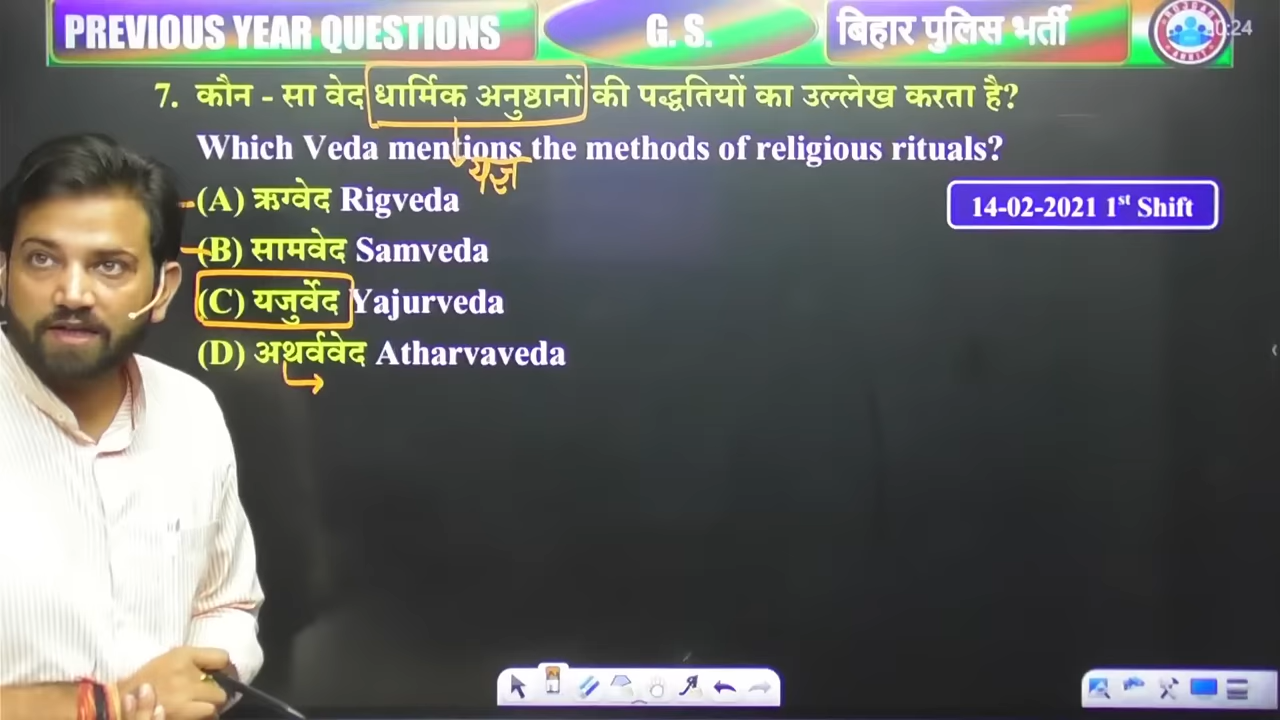 PREVIOUS YEAR QUESTIONS G. S. बिहार पुलिस भर्ती
7. कौन - सा वेद धार्मिक अनुष्ठानों की पद्धतियों का उल्लेख करता है?
Which Veda mentions the methods of religious rituals?
यज्ञ
(A) ऋग्वेद Rigveda
14-02-2021 1st Shift
(B) सामवेद Samveda
(C) यजुर्वेद Yajurveda
(D) अथर्ववेद Atharvaveda